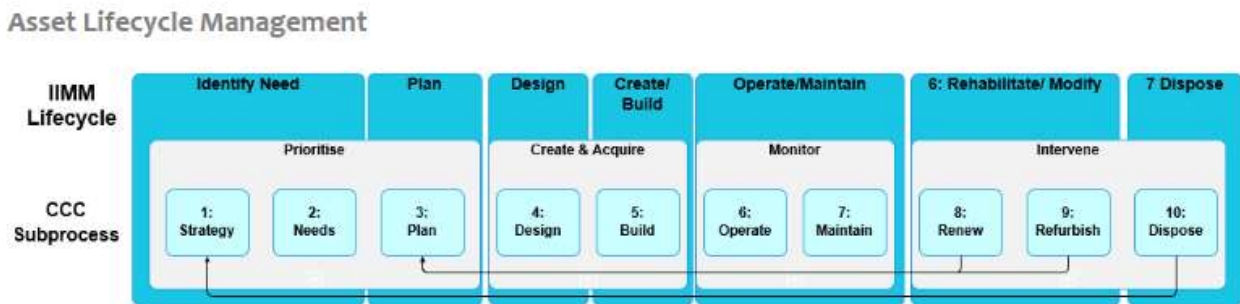 Asset Lifecycle Management
IIMM
Lifecycle
Identify Need
Plan
Design
Create/
Build
Operate/Maintain
6: Rehabilitate/ Modify
7 Dispose
Prioritise
Create & Acquire
Monitor
Intervene
CCC
Subprocess
1:
Strategy
2:
Needs
3:
Plan
4:
Design
5:
Build
6:
Operate
7:
Maintain
8:
Renew
9:
Refurbish
10:
Dispose